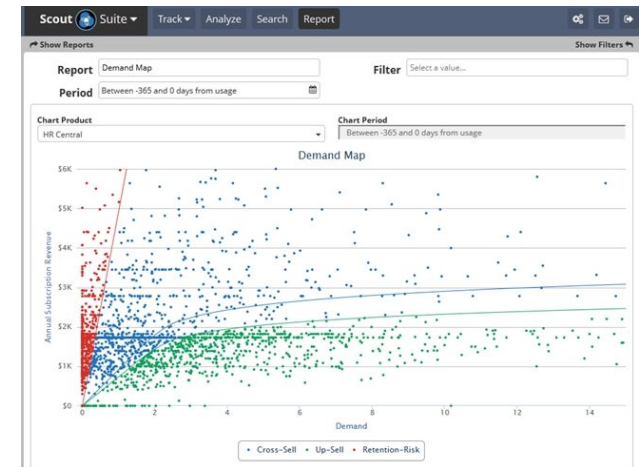 Scout Suite Track Analyze Search Report
Show Reports Show Filters
Report Demand Map Filter Select a value...
Period Between -365 and 0 days from usage
Chart Product Chart Period
HR Central Between -365 and 0 days from usage
Demand Map
$6K
$5K
$4K
$3K
$2K
$1K
$0
Annual Subscription Revenue
0 2 4 6 8 10 12 14
Demand
Cross-Sell Up-Sell Retention-Risk